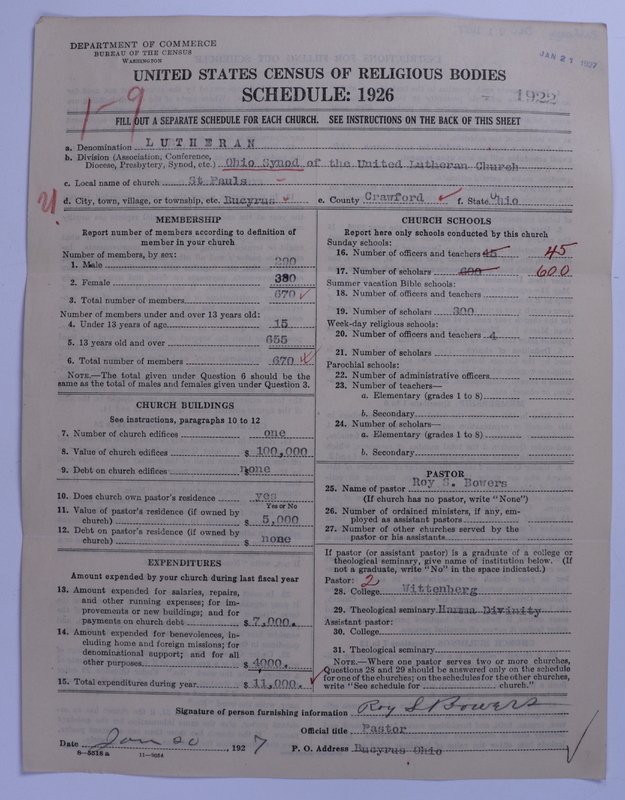 DEPARTMENT OF COMMERCE
BUREAU OF THE CENSUS
WASHINGTON
JAN 21 1927
UNITED STATES CENSUS OF RELIGIOUS BODIES
SCHEDULE: 1926
1922
1-9
FILL OUT A SEPARATE SCHEDULE FOR EACH CHURCH. SEE INSTRUCTIONS ON THE BACK OF THIS SHEET
a. Denomination LUTHERAN
b. Division (Association, Conference, Diocese, Presbytery, Synod, etc.) Ohio Synod of the United Lutheran Church
c. Local name of church St Pauls
d. City, town, village, or township, etc. Bucyrus e. County Crawford f. State Ohio
MEMBERSHIP
Report number of members according to definition of
member in your church
Number of members, by sex:
1. Male 290
2. Female 380
3. Total number of members 670
Number of members under and over 13 years old:
4. Under 13 years of age 15
5. 13 years old and over 655
6. Total number of members 670
NOTE.—The total given under Question 6 should be the
same as the total of males and females given under Question 3.
CHURCH BUILDINGS
See instructions, paragraphs 10 to 12
7. Number of church edifices one
8. Value of church edifices $ 100,000
9. Debt on church edifices none
10. Does church own pastor's residence yes
Yes or No
11. Value of pastor's residence (if owned by
church) $ 5,000
12. Debt on pastor's residence (if owned by
church) $ none
EXPENDITURES
Amount expended by your church during last fiscal year
13. Amount expended for salaries, repairs,
and other running expenses; for im-
provements or new buildings; and for
payments on church debt $ 7,000.
14. Amount expended for benevolences, in-
cluding home and foreign missions; for
denominational support; and for all
other purposes $ 4000.
15. Total expenditures during year $ 11,000.
CHURCH SCHOOLS
Report here only schools conducted by this church
Sunday schools:
16. Number of officers and teachers 45 45
17. Number of scholars 600 600
Summer vacation Bible schools:
18. Number of officers and teachers
19. Number of scholars 300
Week-day religious schools:
20. Number of officers and teachers 4
21. Number of scholars
Parochial schools:
22. Number of administrative officers
23. Number of teachers—
a. Elementary (grades 1 to 8)
b. Secondary
24. Number of scholars—
a. Elementary (grades 1 to 8)
b. Secondary
PASTOR
25. Name of pastor Roy S. Bowers
(If church has no pastor, write "None")
26. Number of ordained ministers, if any, em-
ployed as assistant pastors
27. Number of other churches served by the
pastor or his assistants
If pastor (or assistant pastor) is a graduate of a college or
theological seminary, give name of institution below. (If
not a graduate, write "No" in the space indicated.)
Pastor: 2
28. College Wittenberg
29. Theological seminary Hamma Divinity
Assistant pastor:
30. College
31. Theological seminary
NOTE.—Where one pastor serves two or more churches,
Questions 28 and 29 should be answered only on the schedule
for one of the churches; on the schedules for the other churches,
write "See schedule for church."
Signature of person furnishing information Roy S Bowers
Official title Pastor
Date Jan 20, 1927 P. O. Address Bucyrus Ohio
8-5518 a 11-9054